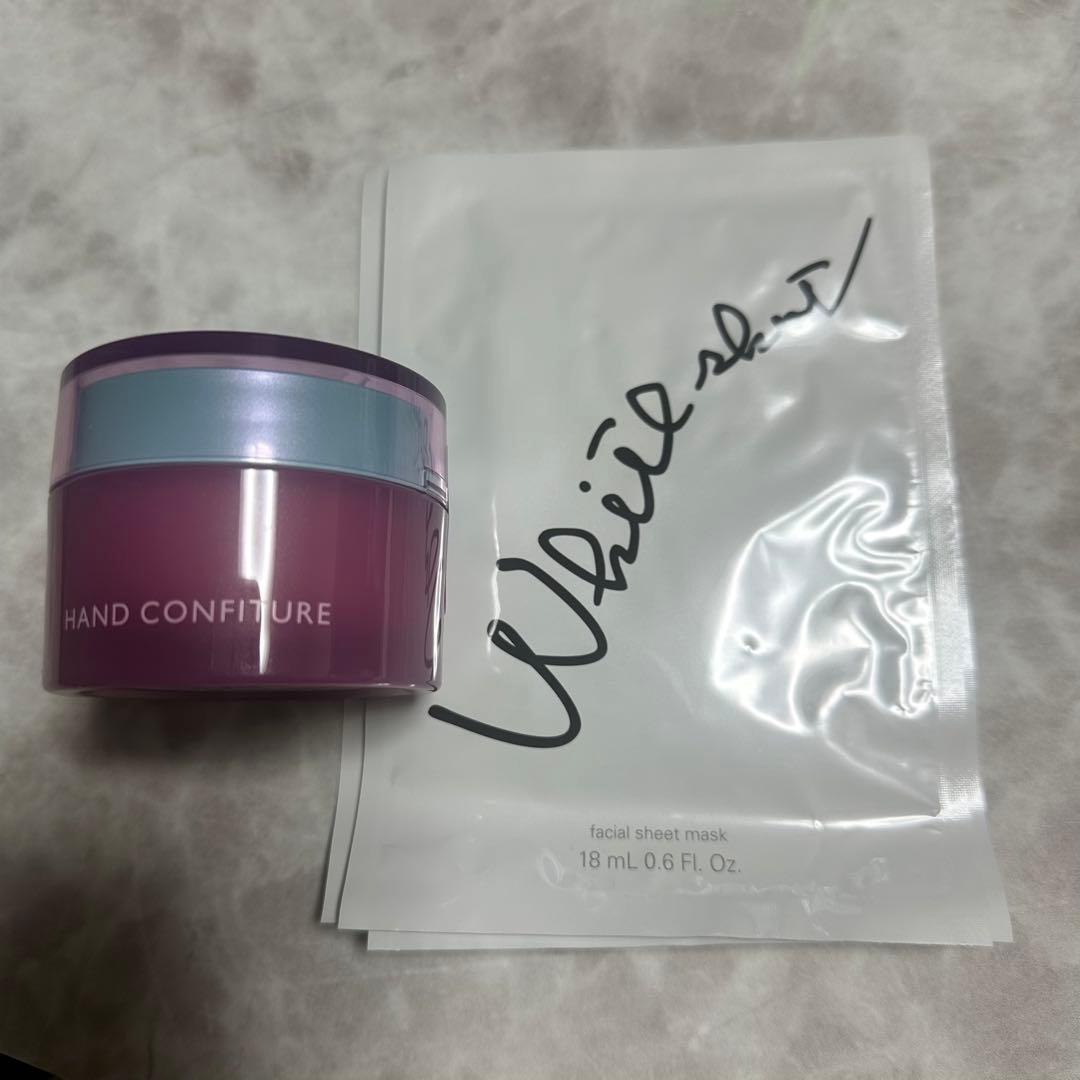 HAND CONFITURE
White shot
facial sheet mask
18 mL 0.6 Fl. Oz.